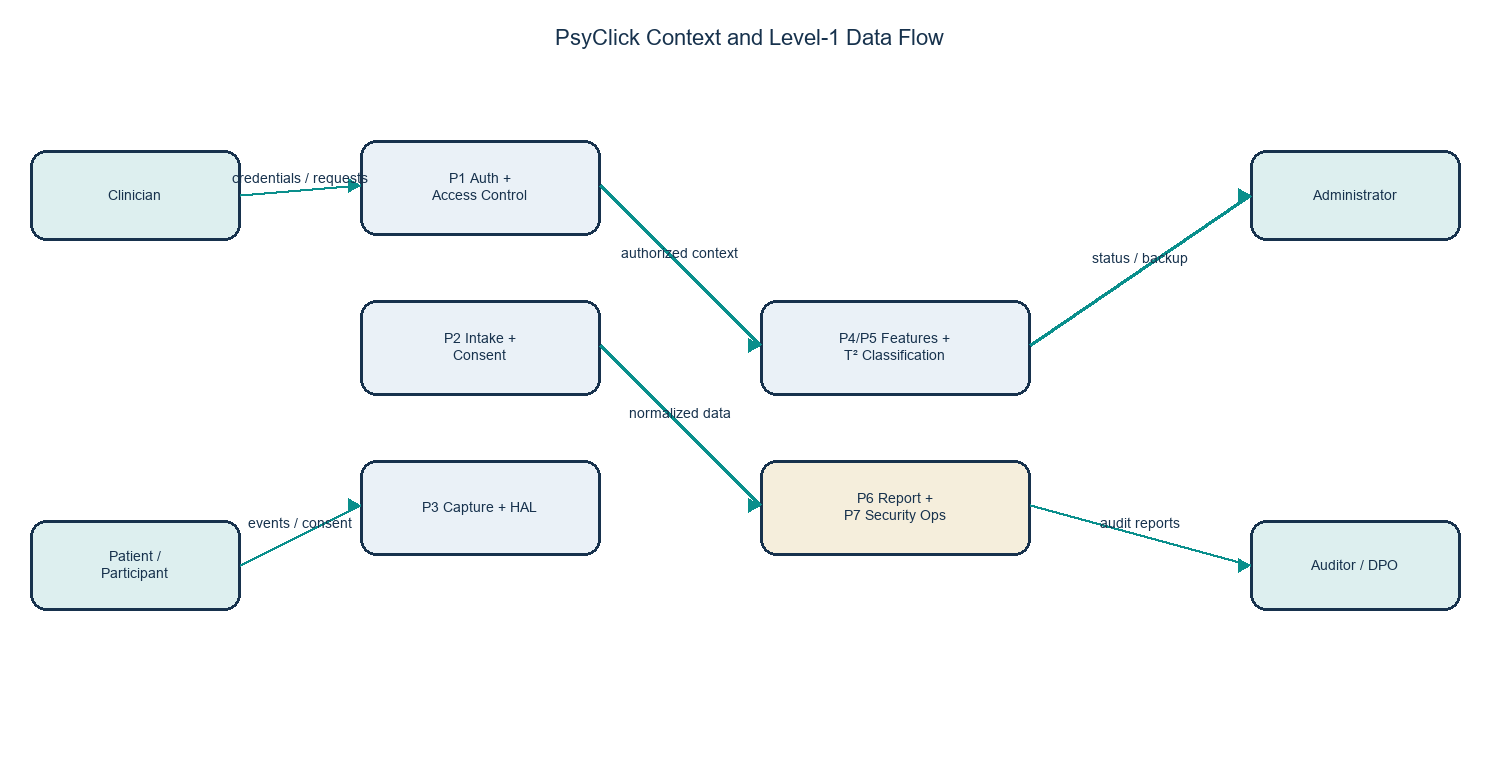 PsyClick Context and Level-1 Data Flow
Clinician
credentials / requests
P1 Auth +
Access Control
authorized context
P2 Intake +
Consent
normalized data
P3 Capture + HAL
Patient /
Participant
events / consent
P4/P5 Features +
T² Classification
status / backup
Administrator
P6 Report +
P7 Security Ops
audit reports
Auditor / DPO